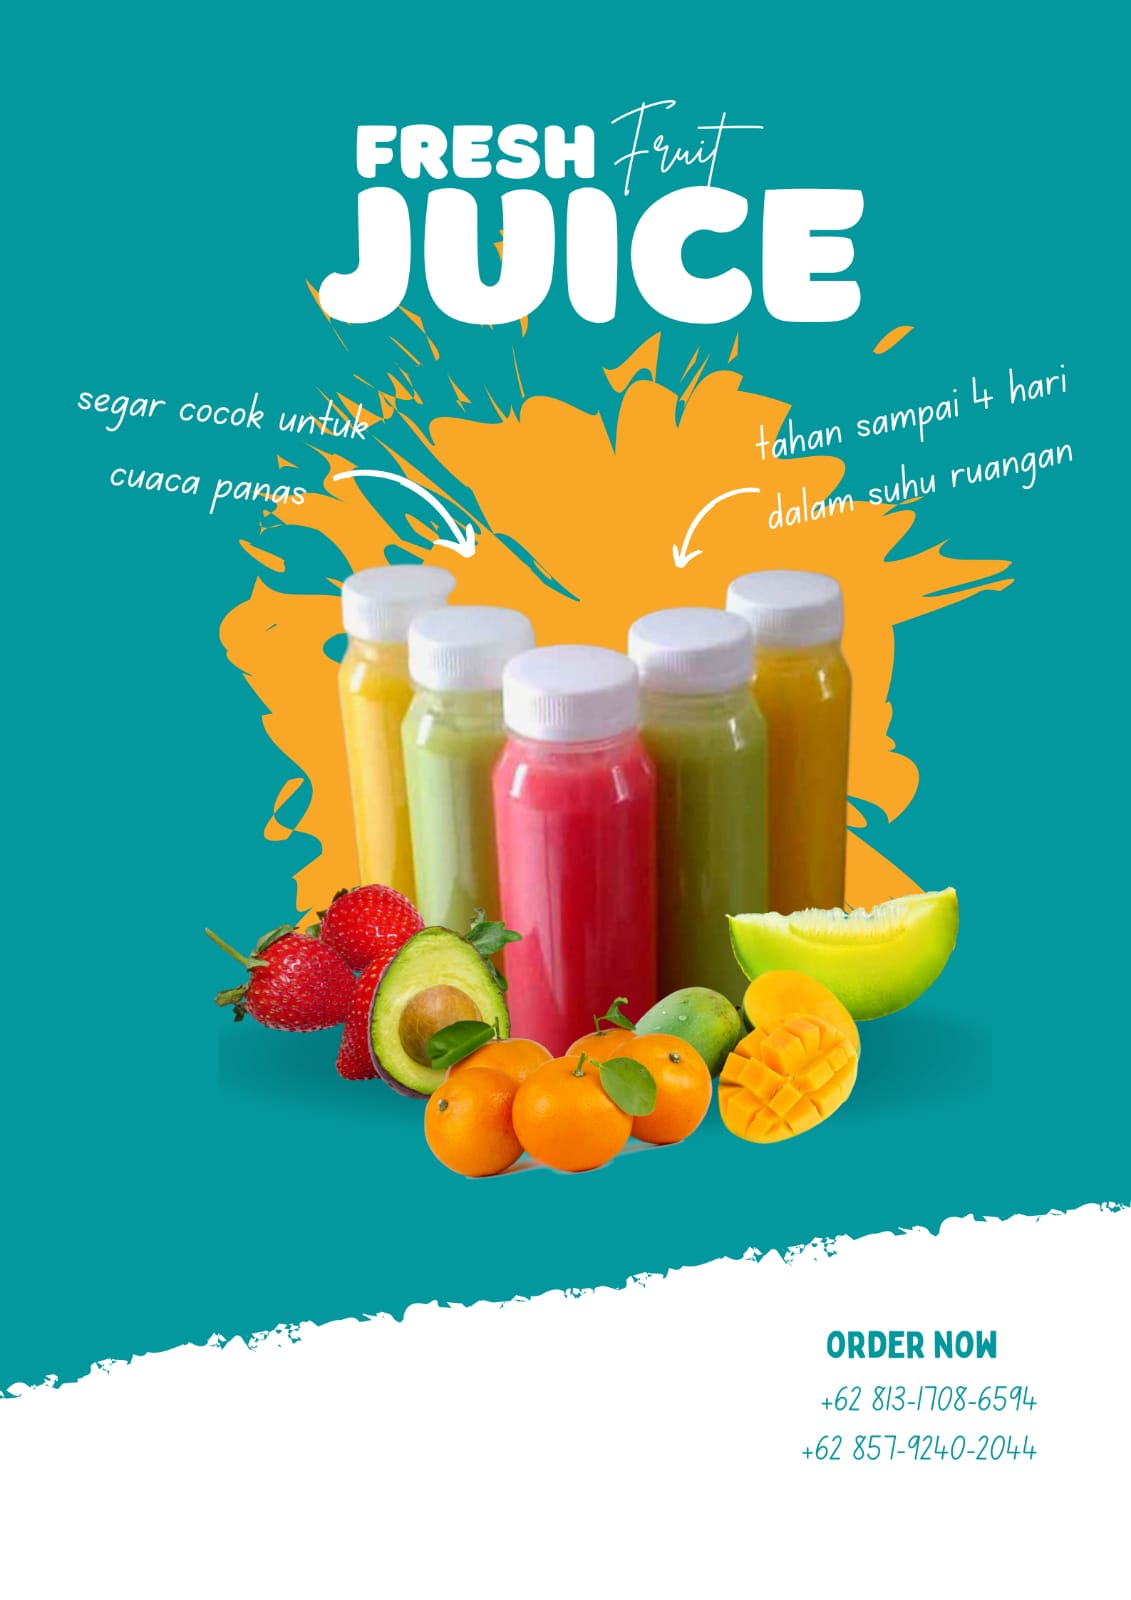 FRESH Fruit
JUICE
segar cocok untuk
cuaca panas
tahan sampai 4 hari
dalam suhu ruangan
ORDER NOW
+62 813-1708-6594
+62 857-9240-2044